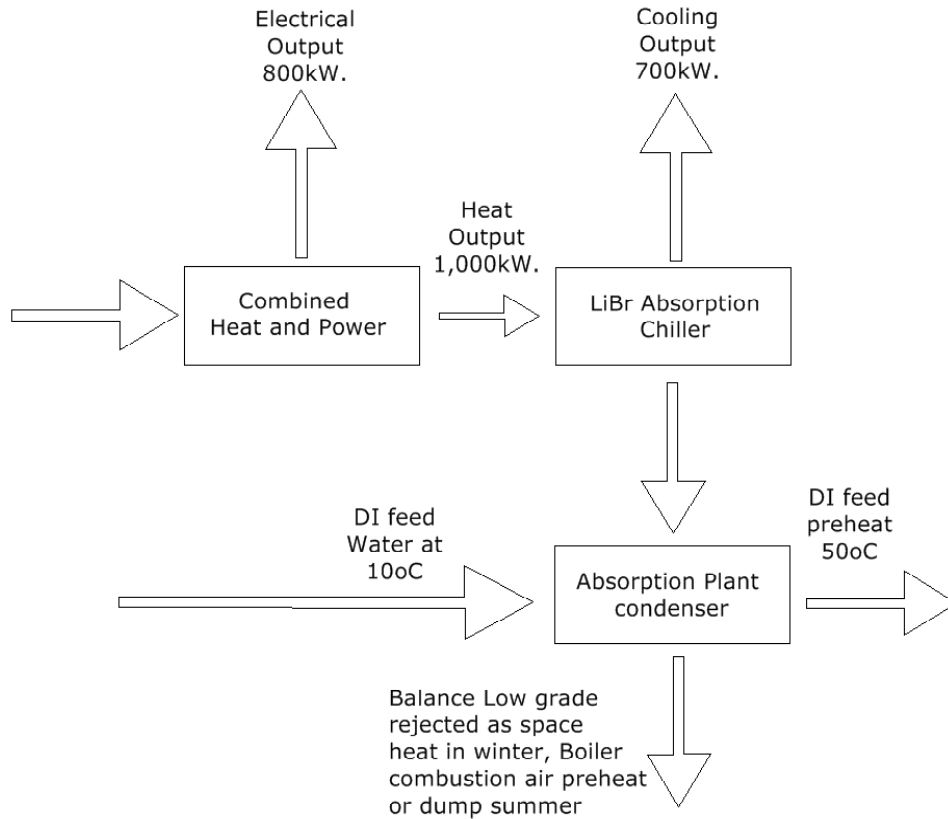 Electrical
Output
800kW.
Cooling
Output
700kW.
Heat
Output
1,000kW.
Combined
Heat and Power
LiBr Absorption
Chiller
DI feed
Water at
10oC
DI feed
preheat
50oC
Absorption Plant
condenser
Balance Low grade
rejected as space
heat in winter, Boiler
combustion air preheat
or dump summer